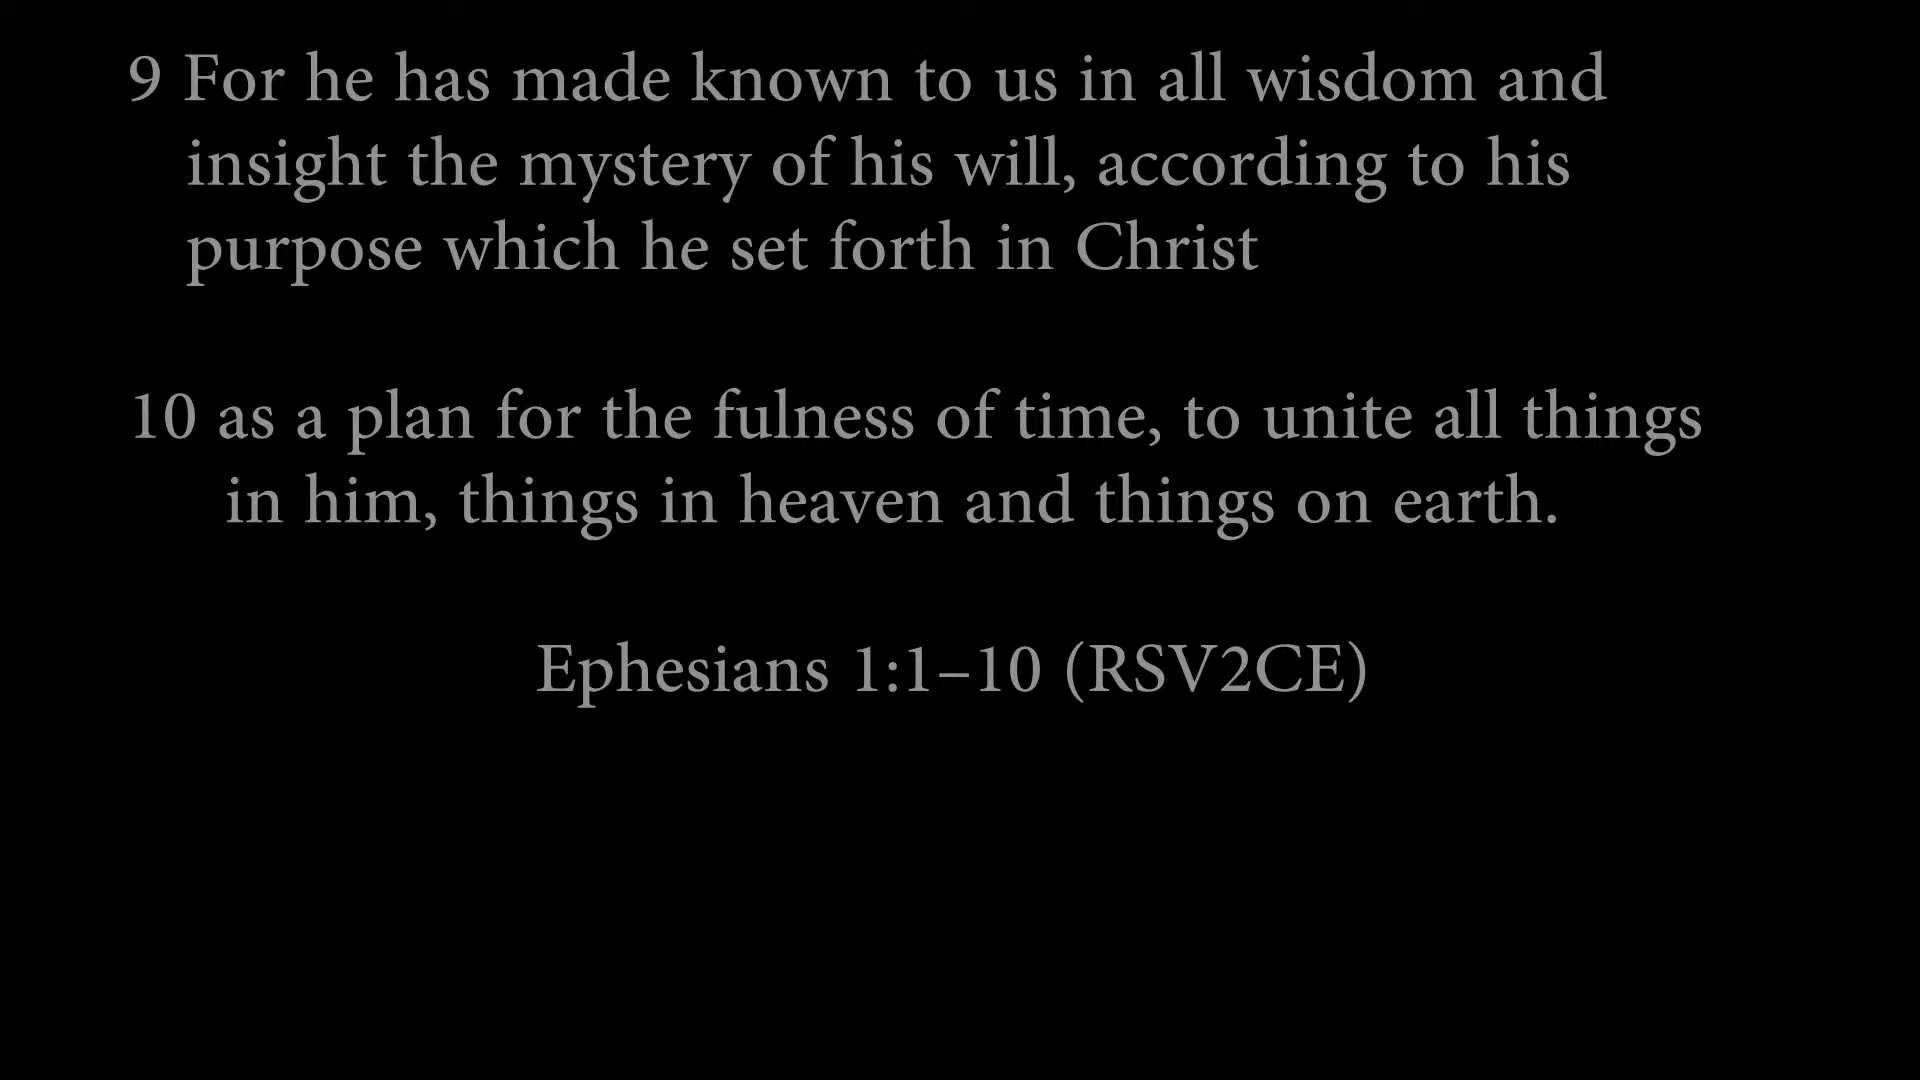 9 For he has made known to us in all wisdom and
insight the mystery of his will, according to his
purpose which he set forth in Christ
10 as a plan for the fulness of time, to unite all things
in him, things in heaven and things on earth.
Ephesians 1:1–10 (RSV2CE)